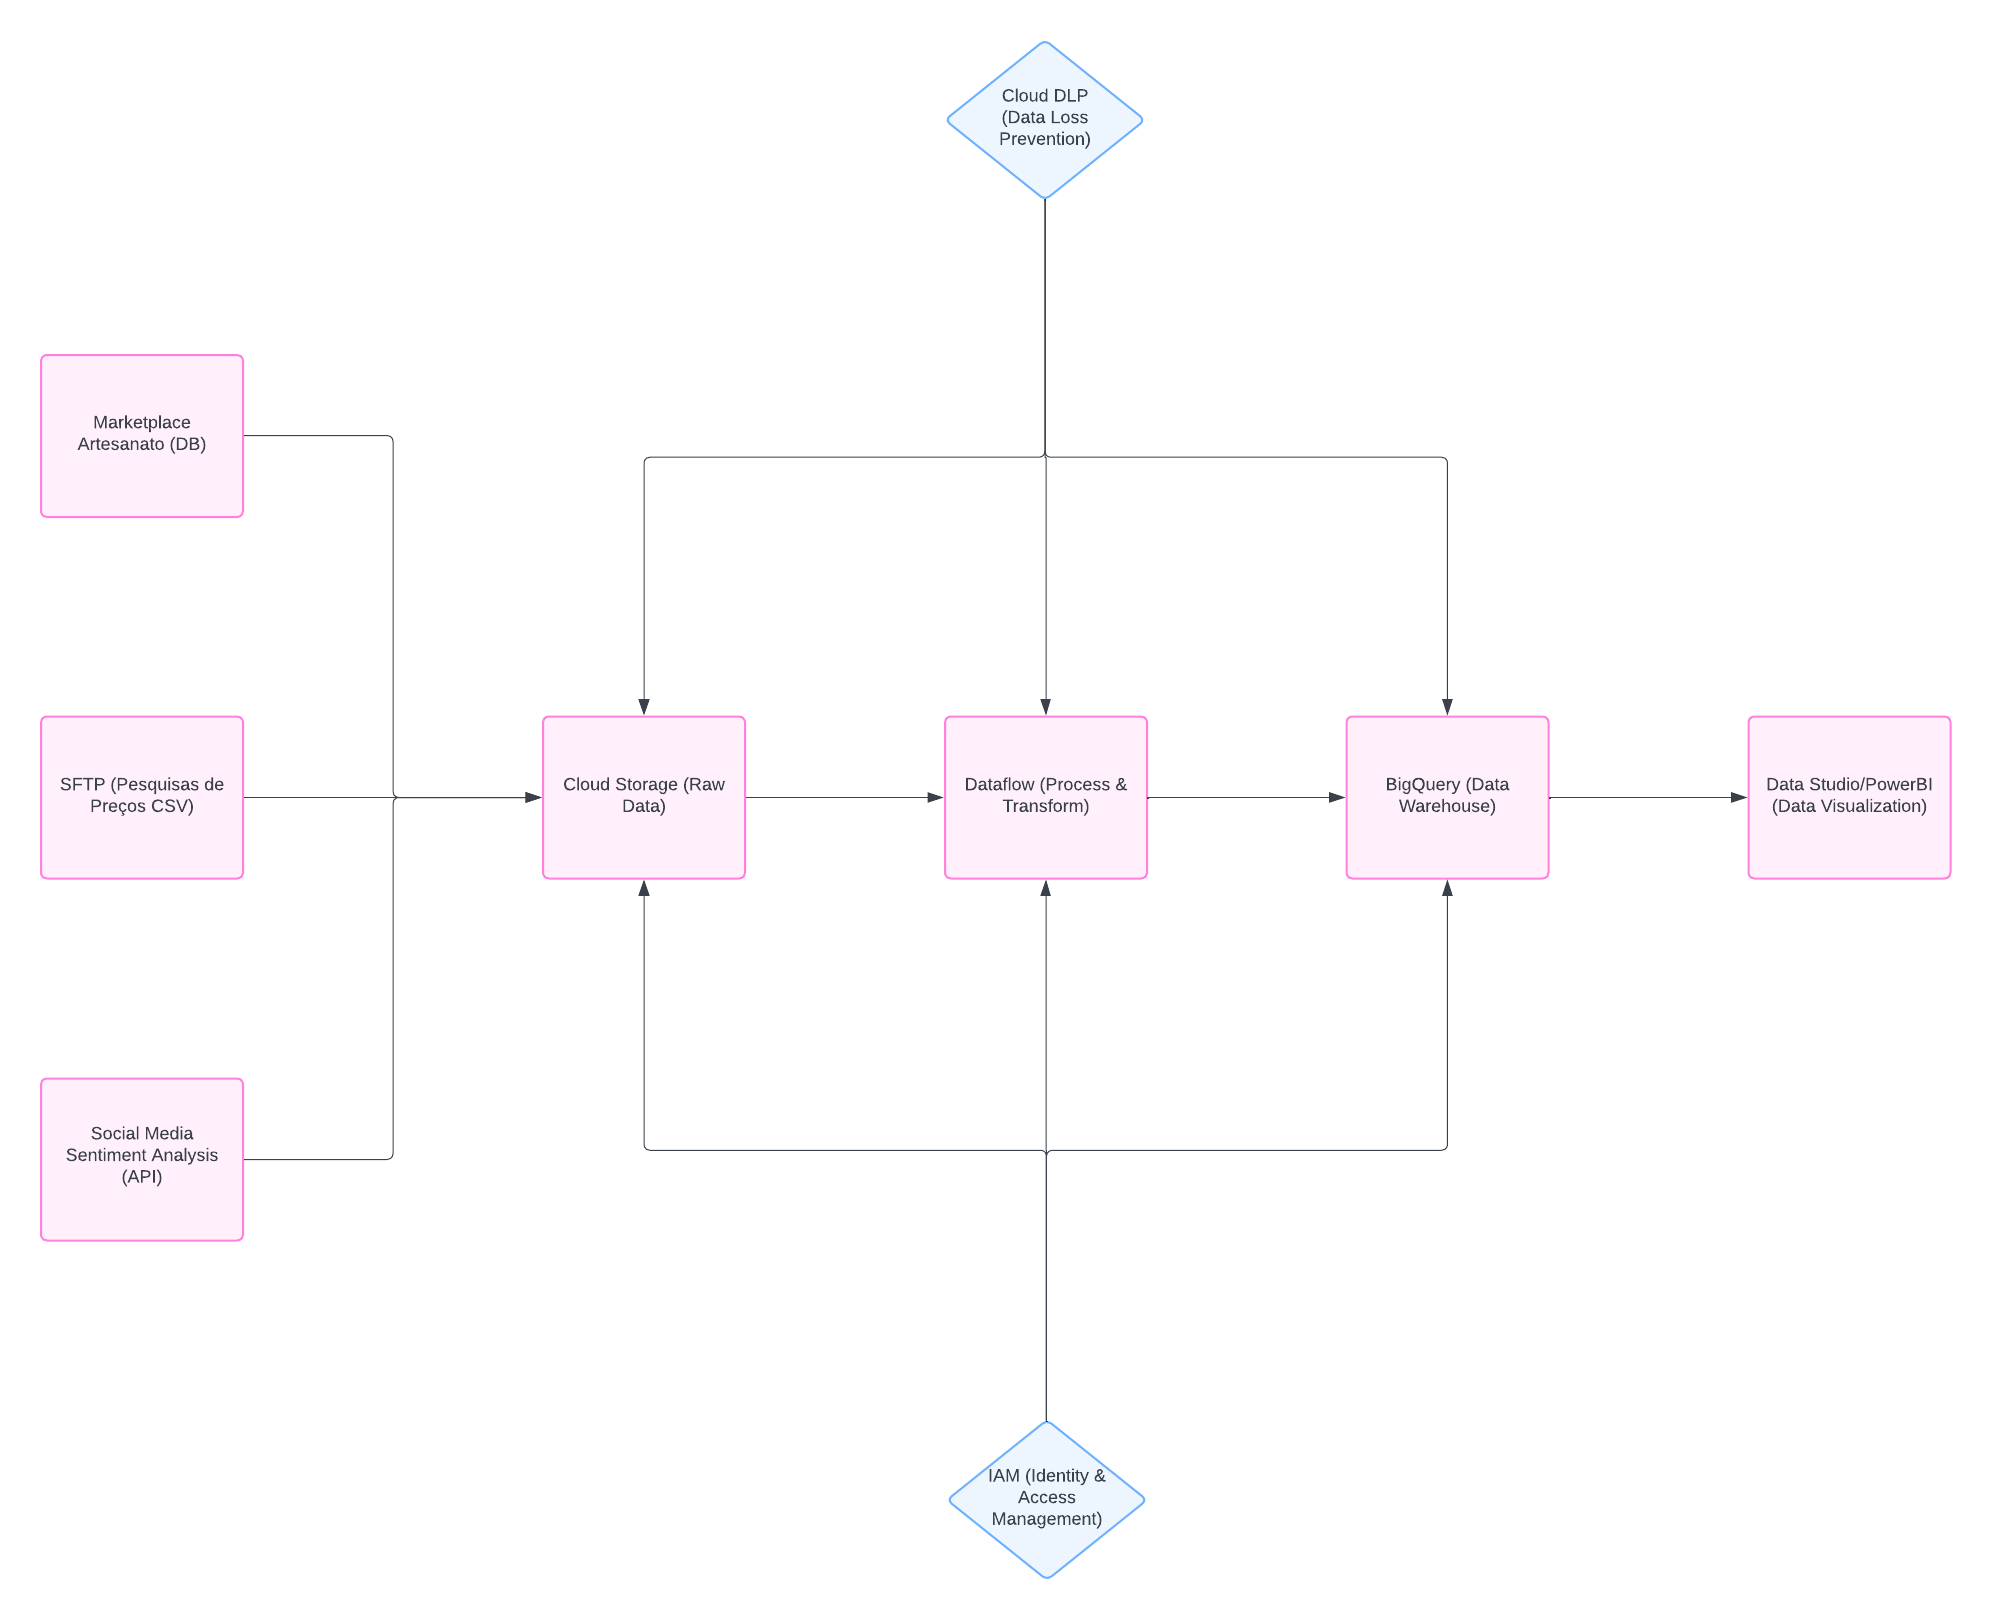 Cloud DLP
(Data Loss
Prevention)
Marketplace
Artesanato (DB)
SFTP (Pesquisas de
Preços CSV)
Cloud Storage (Raw
Data)
Dataflow (Process &
Transform)
BigQuery (Data
Warehouse)
Data Studio/PowerBI
(Data Visualization)
Social Media
Sentiment Analysis
(API)
IAM (Identity &
Access
Management)